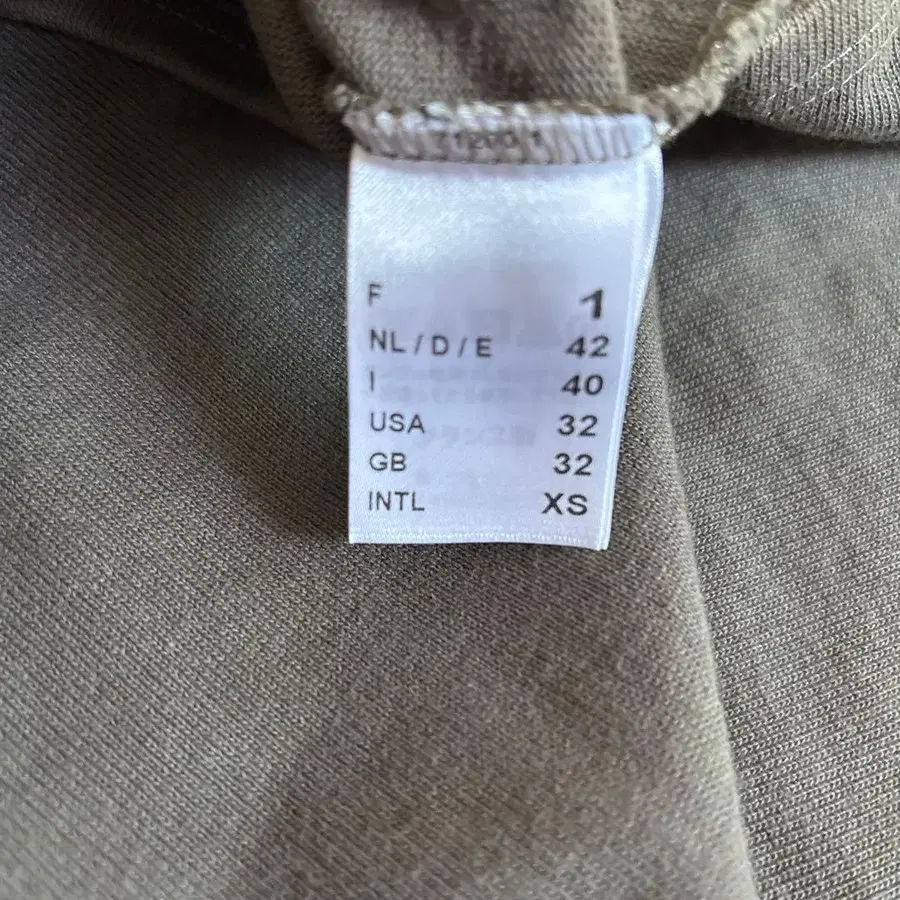 F 1
NL / D / E 42
I 40
USA 32
GB 32
INTL XS